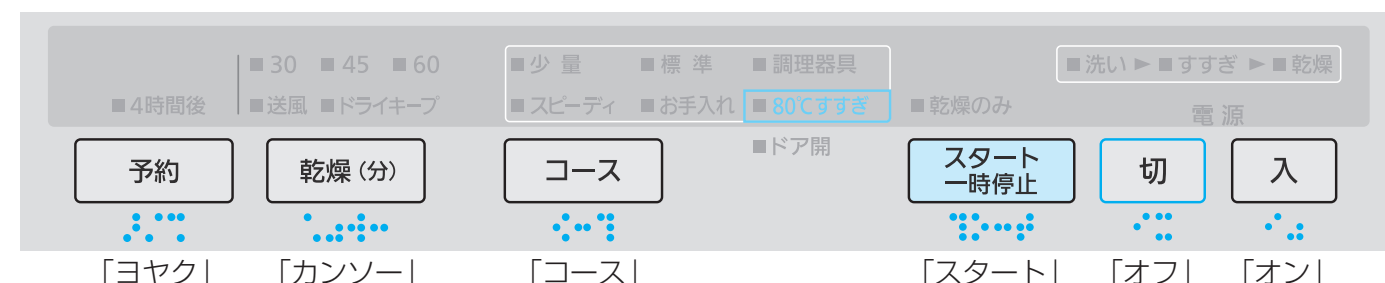 ■30 ■45 ■60 ■少 量 ■標 準 ■調理器具 ■洗い ► ■すすぎ ► ■乾燥
■4時間後 ■送風 ■ドライキープ ■スピーディ ■お手入れ ■80℃すすぎ ■乾燥のみ 電 源
■ドア開
予約 乾燥(分) コース スタート 一時停止 切 入
⠜⠌⠩ ⠡⠴⠺⠒ ⠪⠒⠹ ⠹⠕⠒⠞ ⠊⠭ ⠊⠴
「ヨヤク」 「カンソー」 「コース」 「スタート」 「オフ」 「オン」